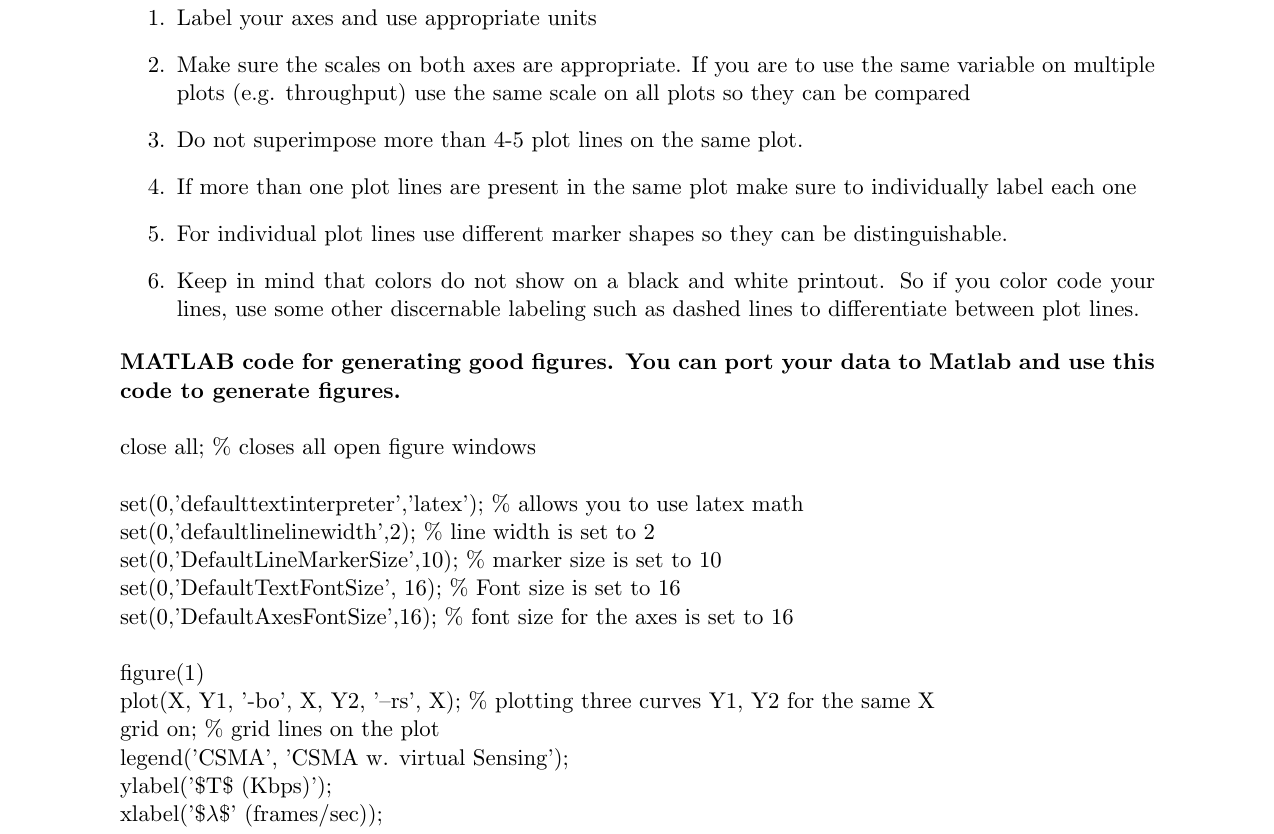 1. Label your axes and use appropriate units
2. Make sure the scales on both axes are appropriate. If you are to use the same variable on multiple
plots (e.g. throughput) use the same scale on all plots so they can be compared
3. Do not superimpose more than 4-5 plot lines on the same plot.
4. If more than one plot lines are present in the same plot make sure to individually label each one
5. For individual plot lines use different marker shapes so they can be distinguishable.
6. Keep in mind that colors do not show on a black and white printout. So if you color code your
lines, use some other discernable labeling such as dashed lines to differentiate between plot lines.
MATLAB code for generating good figures. You can port your data to Matlab and use this
code to generate figures.
close all; % closes all open figure windows
set(0,’defaulttextinterpreter’,’latex’); % allows you to use latex math
set(0,’defaultlinelinewidth’,2); % line width is set to 2
set(0,’DefaultLineMarkerSize’,10); % marker size is set to 10
set(0,’DefaultTextFontSize’, 16); % Font size is set to 16
set(0,’DefaultAxesFontSize’,16); % font size for the axes is set to 16
figure(1)
plot(X, Y1, ’-bo’, X, Y2, ’–rs’, X); % plotting three curves Y1, Y2 for the same X
grid on; % grid lines on the plot
legend(’CSMA’, ’CSMA w. virtual Sensing’);
ylabel(’$T$ (Kbps)’);
xlabel(’$λ$’ (frames/sec));